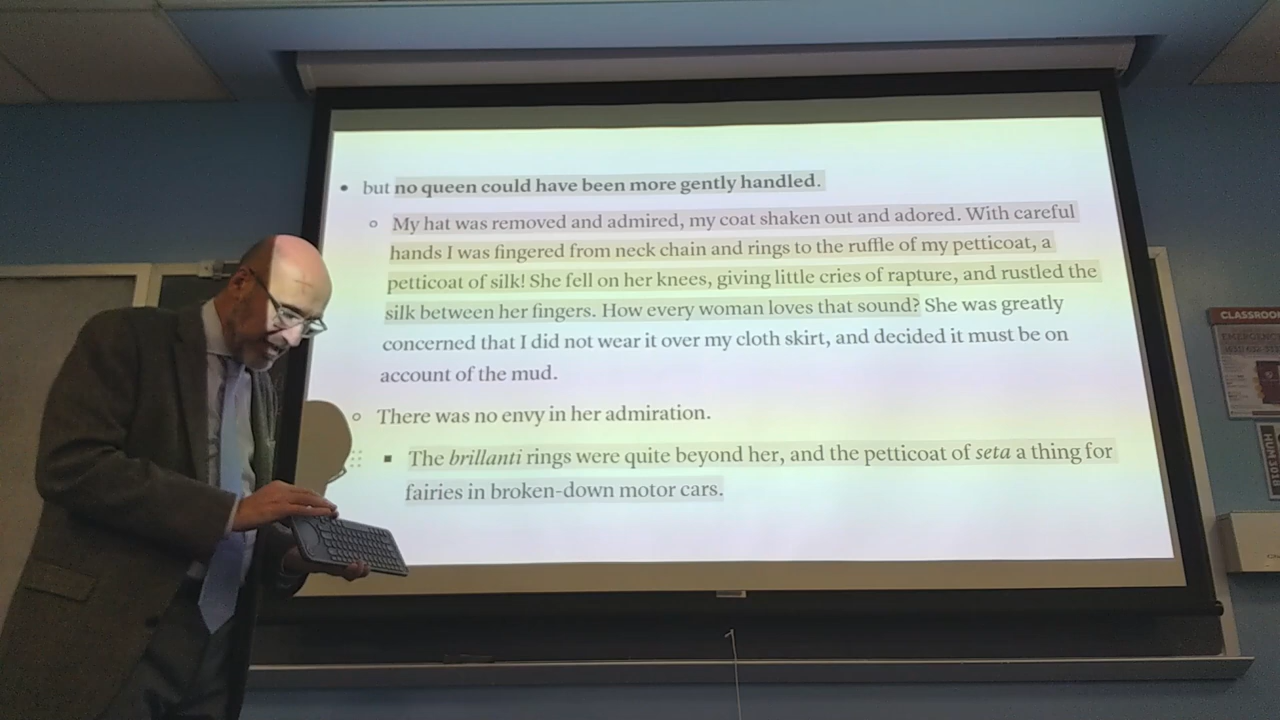 but no queen could have been more gently handled.
My hat was removed and admired, my coat shaken out and adored. With careful
hands I was fingered from neck chain and rings to the ruffle of my petticoat, a
petticoat of silk! She fell on her knees, giving little cries of rapture, and rustled the
silk between her fingers. How every woman loves that sound? She was greatly
concerned that I did not wear it over my cloth skirt, and decided it must be on
account of the mud.
There was no envy in her admiration.
The brillanti rings were quite beyond her, and the petticoat of seta a thing for
fairies in broken-down motor cars.
CLASSROO
EMERGENC
HUM